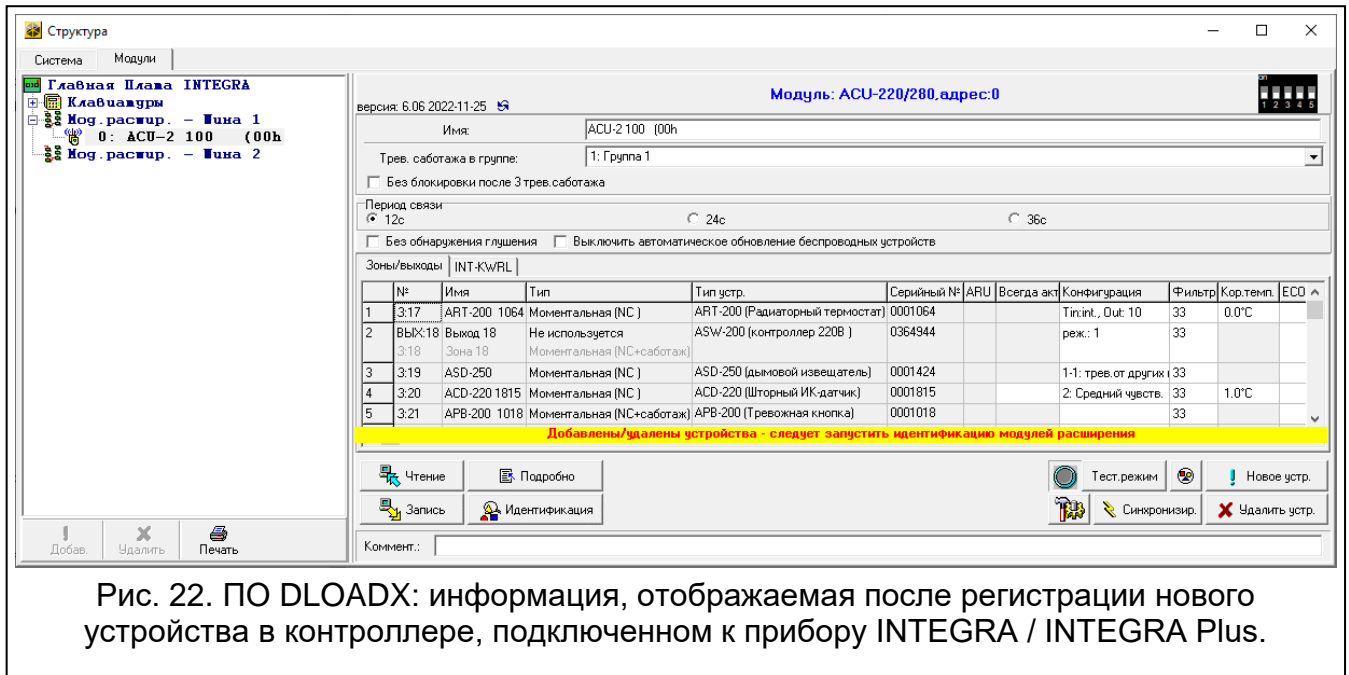 Структура
Система Модули
Главная Плата INTEGRA
Клавиатуры
Мод.расшир. – Шина 1
0: ACU-2 100 (00h
Мод.расшир. – Шина 2
Добав. Удалить Печать
версия: 6.06 2022-11-25
Модуль: ACU-220/280,адрес:0
on
1 2 3 4 5
Имя: ACU-2 100 (00h
Трев. саботажа в группе: 1: Группа 1
Без блокировки после 3 трев.саботажа
Период связи
12с 24с 36с
Без обнаружения глушения Выключить автоматическое обновление беспроводных устройств
Зоны/выходы INT-KWRL
№ Имя Тип Тип устр. Серийный № ARU Всегда акт Конфигурация Фильтр Кор.темп. ECO
1 З:17 ART-200 1064 Моментальная (NC ) ART-200 (Радиаторный термостат) 0001064 Tin:int., Out: 10 33 0.0°C
2 ВЫХ:18 Выход 18 Не используется ASW-200 (контроллер 220В ) 0364944 реж.: 1 33
З:18 Зона 18 Моментальная (NC+саботаж)
3 З:19 ASD-250 Моментальная (NC ) ASD-250 (дымовой извещатель) 0001424 1-1: трев.от других 33
4 З:20 ACD-220 1815 Моментальная (NC ) ACD-220 (Шторный ИК-датчик) 0001815 2: Средний чувств. 33 1.0°C
5 З:21 APB-200 1018 Моментальная (NC+саботаж) APB-200 (Тревожная кнопка) 0001018 33
Добавлены/удалены устройства - следует запустить идентификацию модулей расширения
Чтение Подробно Тест.режим Новое устр.
Запись Идентификация Синхронизир. Удалить устр.
Коммент.:
Рис. 22. ПО DLOADX: информация, отображаемая после регистрации нового
устройства в контроллере, подключенном к прибору INTEGRA / INTEGRA Plus.